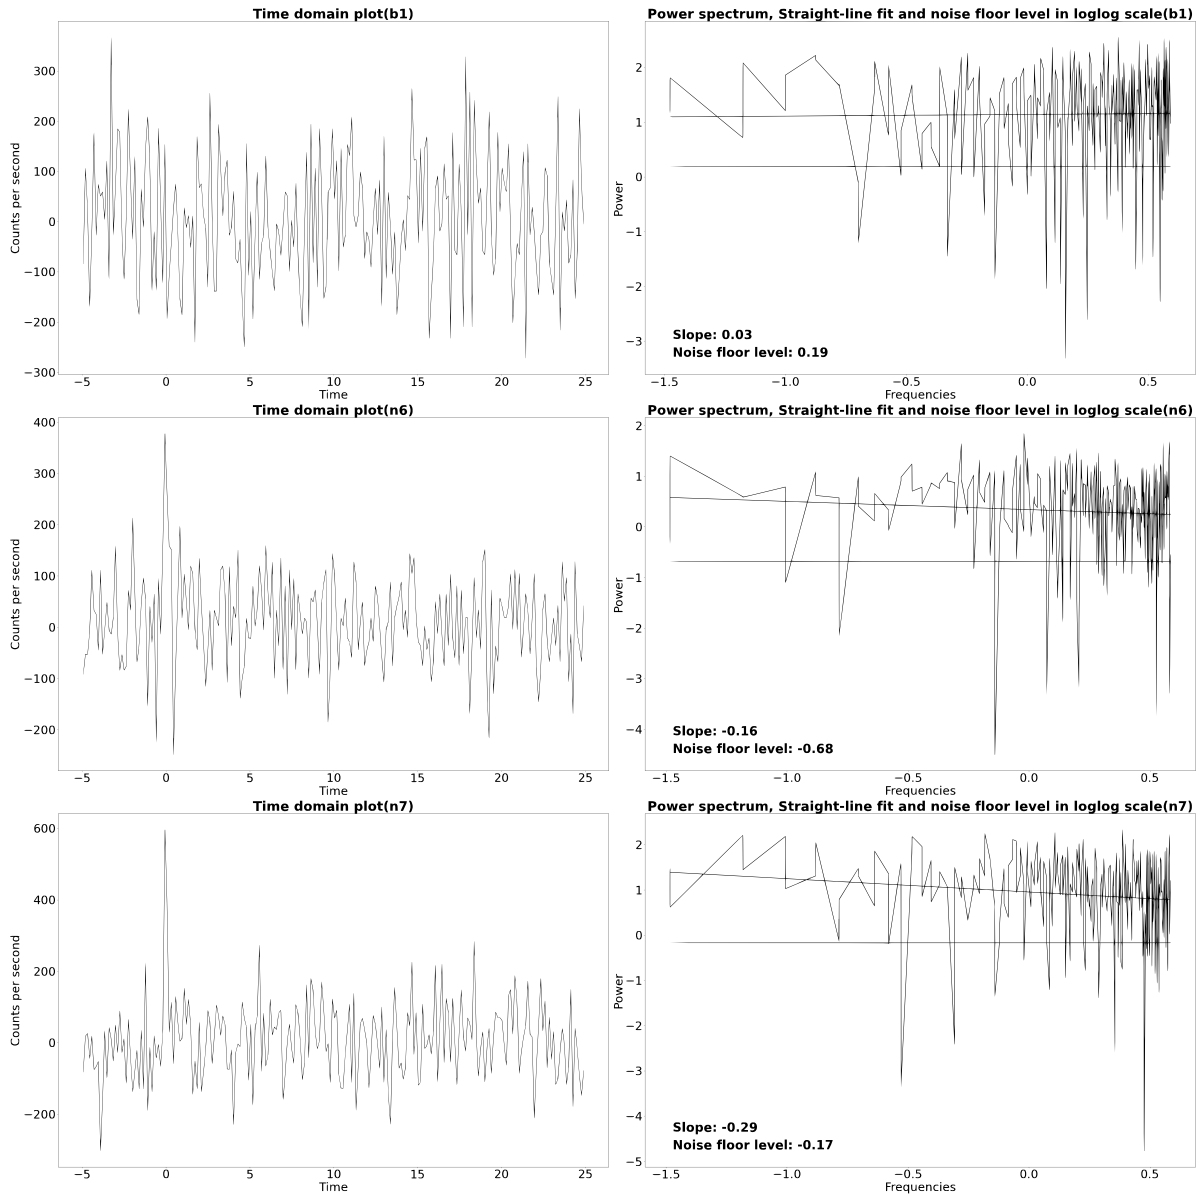 Time domain plot(b1)
Counts per second
300
200
100
0
−100
−200
−300
−5 0 5 10 15 20 25
Time
Power spectrum, Straight-line fit and noise floor level in loglog scale(b1)
Power
2
1
0
−1
−2
−3
Slope: 0.03
Noise floor level: 0.19
−1.5 −1.0 −0.5 0.0 0.5
Frequencies
Time domain plot(n6)
Counts per second
400
300
200
100
0
−100
−200
−5 0 5 10 15 20 25
Time
Power spectrum, Straight-line fit and noise floor level in loglog scale(n6)
Power
2
1
0
−1
−2
−3
−4
Slope: -0.16
Noise floor level: -0.68
−1.5 −1.0 −0.5 0.0 0.5
Frequencies
Time domain plot(n7)
Counts per second
600
400
200
0
−200
−5 0 5 10 15 20 25
Time
Power spectrum, Straight-line fit and noise floor level in loglog scale(n7)
Power
2
1
0
−1
−2
−3
−4
−5
Slope: -0.29
Noise floor level: -0.17
−1.5 −1.0 −0.5 0.0 0.5
Frequencies